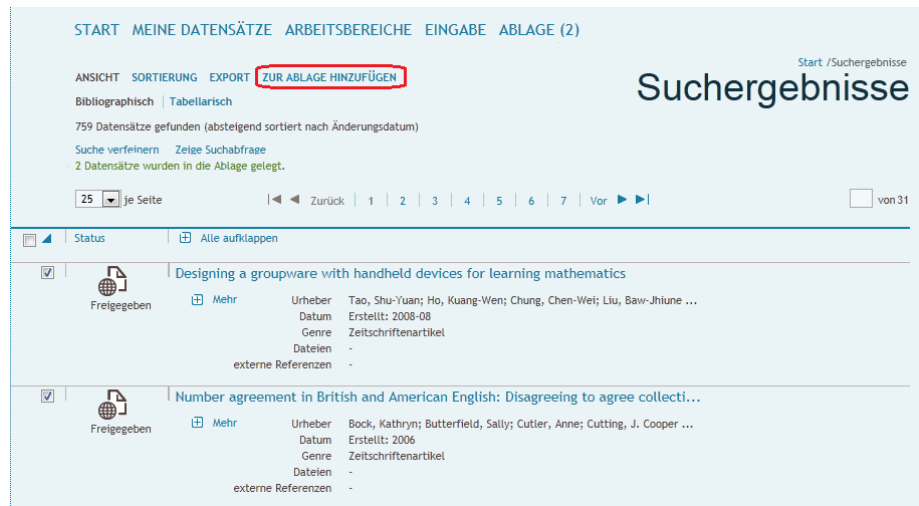 START MEINE DATENSÄTZE ARBEITSBEREICHE EINGABE ABLAGE (2)
Start /Suchergebnisse
ANSICHT SORTIERUNG EXPORT ZUR ABLAGE HINZUFÜGEN
Suchergebnisse
Bibliographisch | Tabellarisch
759 Datensätze gefunden (absteigend sortiert nach Änderungsdatum)
Suche verfeinern Zeige Suchabfrage
2 Datensätze wurden in die Ablage gelegt.
25 je Seite Zurück | 1 | 2 | 3 | 4 | 5 | 6 | 7 | Vor von 31
Status Alle aufklappen
Designing a groupware with handheld devices for learning mathematics
Freigegeben Mehr Urheber Tao, Shu-Yuan; Ho, Kuang-Wen; Chung, Chen-Wei; Liu, Baw-Jhiune ...
Datum Erstellt: 2008-08
Genre Zeitschriftenartikel
Dateien -
externe Referenzen -
Number agreement in British and American English: Disagreeing to agree collecti...
Freigegeben Mehr Urheber Bock, Kathryn; Butterfield, Sally; Cutler, Anne; Cutting, J. Cooper ...
Datum Erstellt: 2006
Genre Zeitschriftenartikel
Dateien -
externe Referenzen -